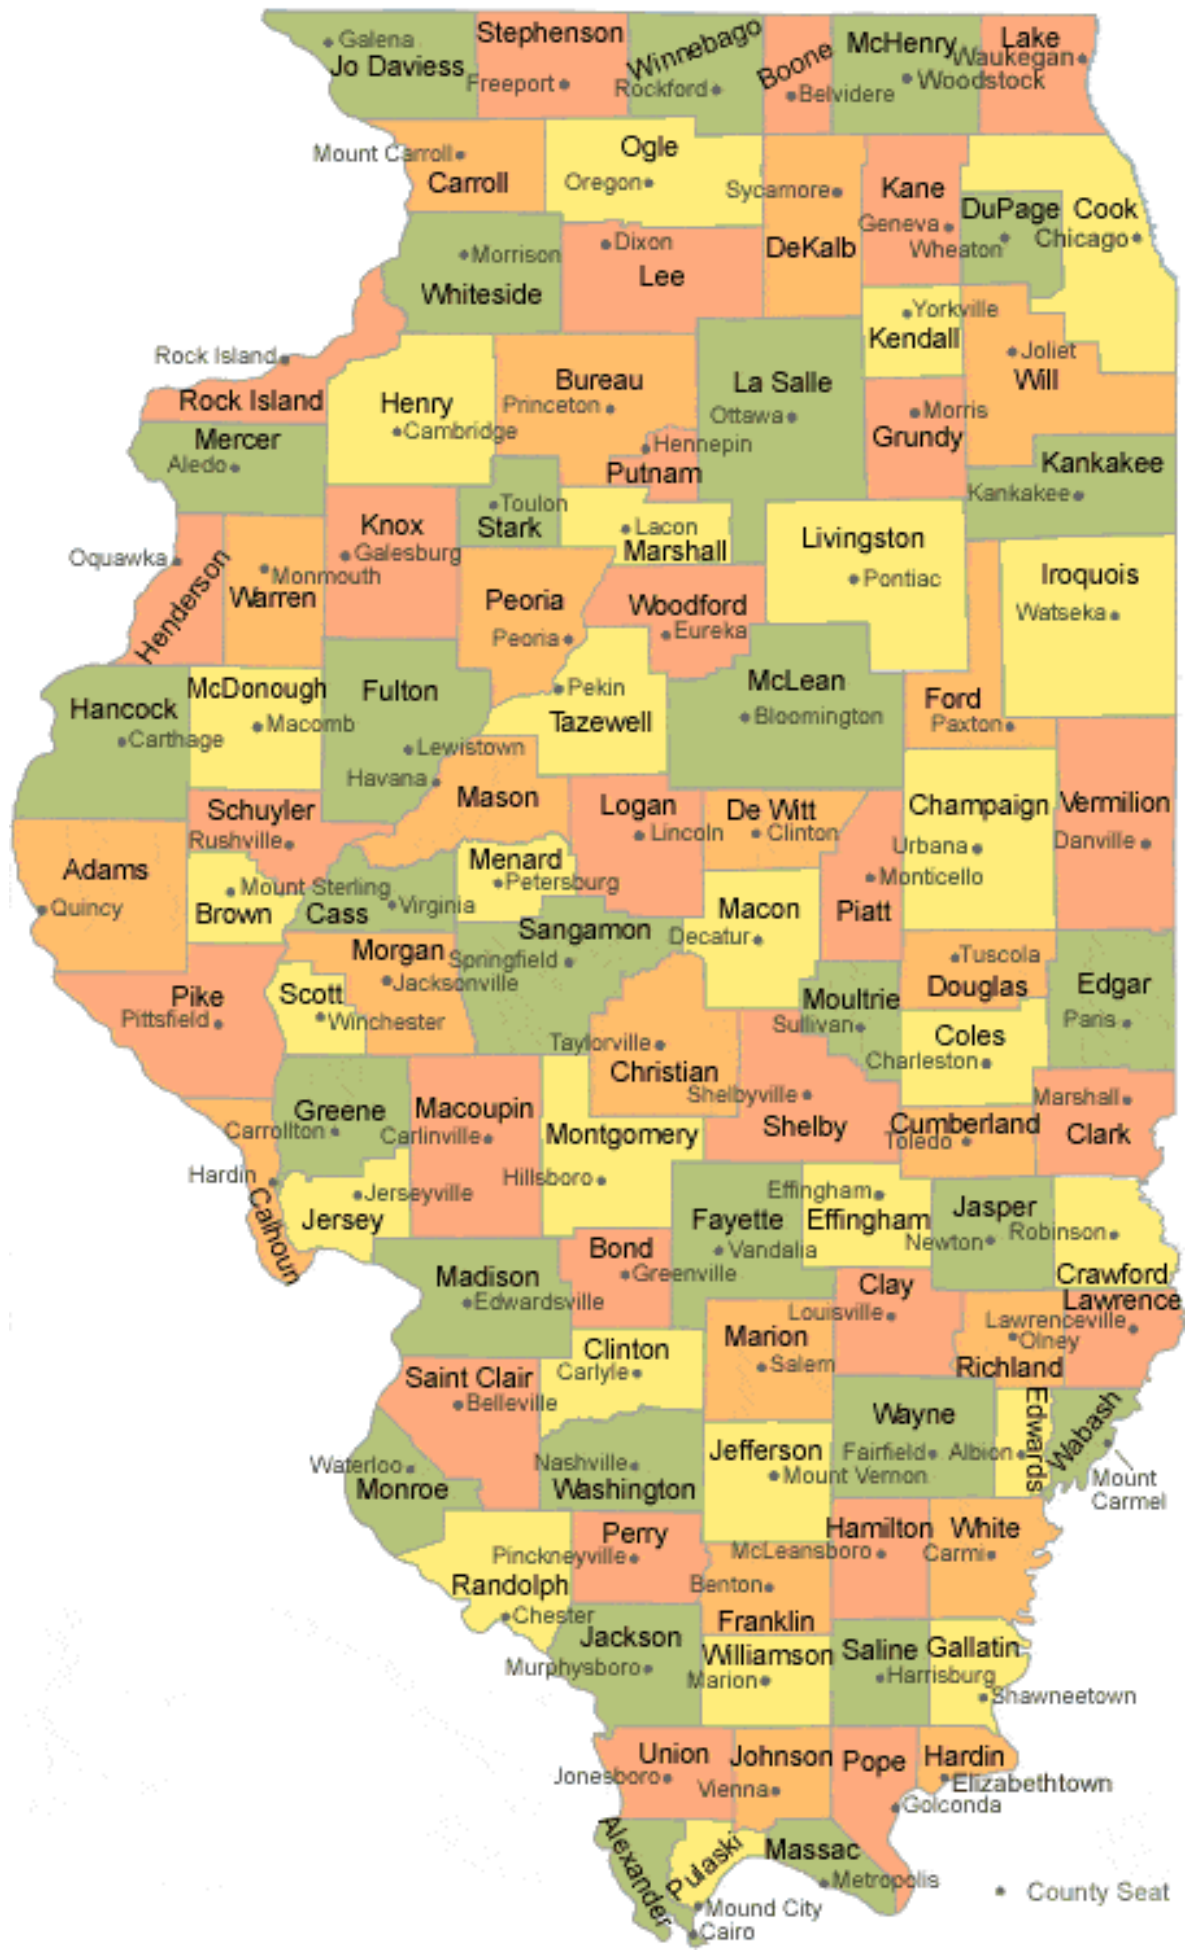 Galena
Jo Daviess
Stephenson
Freeport
Winnebago
Rockford
Boone
Belvidere
McHenry
Woodstock
Lake
Waukegan
Mount Carroll
Carroll
Ogle
Oregon
Sycamore
DeKalb
Kane
Geneva
DuPage
Wheaton
Cook
Chicago
Morrison
Whiteside
Dixon
Lee
Yorkville
Kendall
Joliet
Will
Rock Island
Rock Island
Henry
Cambridge
Bureau
Princeton
La Salle
Ottawa
Morris
Grundy
Mercer
Aledo
Hennepin
Putnam
Kankakee
Kankakee
Toulon
Stark
Knox
Galesburg
Lacon
Marshall
Livingston
Pontiac
Oquawka
Henderson
Monmouth
Warren
Peoria
Peoria
Woodford
Eureka
Iroquois
Watseka
Hancock
Carthage
McDonough
Macomb
Fulton
Lewistown
Pekin
Tazewell
McLean
Bloomington
Ford
Paxton
Havana
Mason
Schuyler
Rushville
Logan
Lincoln
De Witt
Clinton
Champaign
Urbana
Vermilion
Danville
Adams
Quincy
Mount Sterling
Brown
Cass
Virginia
Menard
Petersburg
Macon
Decatur
Monticello
Piatt
Morgan
Jacksonville
Sangamon
Springfield
Tuscola
Douglas
Edgar
Paris
Pike
Pittsfield
Scott
Winchester
Taylorville
Christian
Moultrie
Sullivan
Coles
Charleston
Greene
Carrollton
Macoupin
Carlinville
Montgomery
Hillsboro
Shelbyville
Shelby
Cumberland
Toledo
Marshall
Clark
Hardin
Calhoun
Jerseyville
Jersey
Fayette
Vandalia
Effingham
Effingham
Jasper
Newton
Robinson
Crawford
Madison
Edwardsville
Bond
Greenville
Clay
Louisville
Lawrence
Lawrenceville
Olney
Richland
Clinton
Carlyle
Marion
Salem
Saint Clair
Belleville
Wayne
Fairfield
Albion
Edwards
Wabash
Mount
Carmel
Waterloo
Monroe
Nashville
Washington
Jefferson
Mount Vernon
Perry
Pinckneyville
Hamilton
McLeansboro
White
Carmi
Randolph
Chester
Benton
Franklin
Jackson
Murphysboro
Williamson
Marion
Saline
Harrisburg
Gallatin
Shawneetown
Union
Jonesboro
Johnson
Vienna
Pope
Golconda
Hardin
Elizabethtown
Alexander
Pulaski
Massac
Metropolis
Mound City
Cairo
County Seat